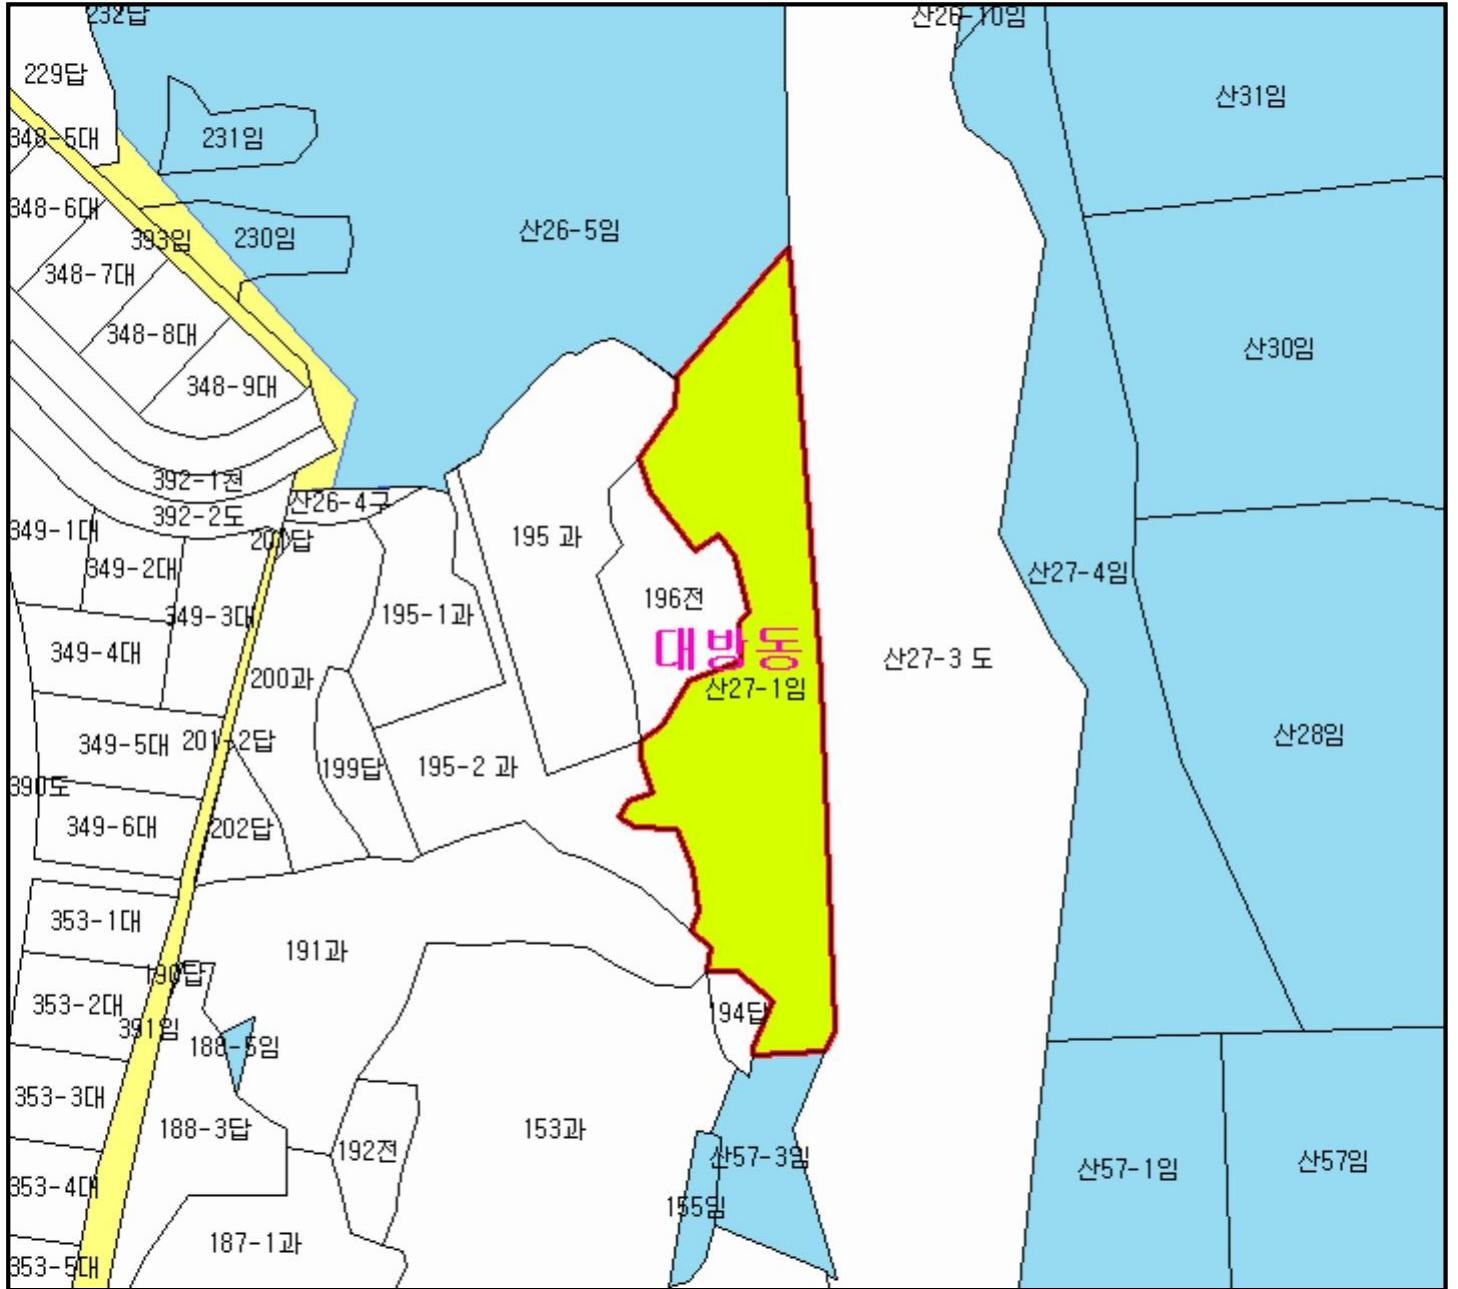 232답
산26-10임
229답
산31임
348-5대
231임
348-6대
393임
230임
산26-5임
348-7대
348-8대
산30임
348-9대
392-1천
산26-4구
392-2도
349-1대
201답
195 과
349-2대
산27-4임
349-3대
195-1과
196전
349-4대
대방동
산27-3 도
200과
산27-1임
349-5대
201-2답
199답
195-2 과
산28임
390도
349-6대
202답
353-1대
191과
190답
353-2대
194답
391임
188-5임
353-3대
188-3답
153과
192전
산57-3임
산57-1임
산57임
353-4대
155임
187-1과
353-5대